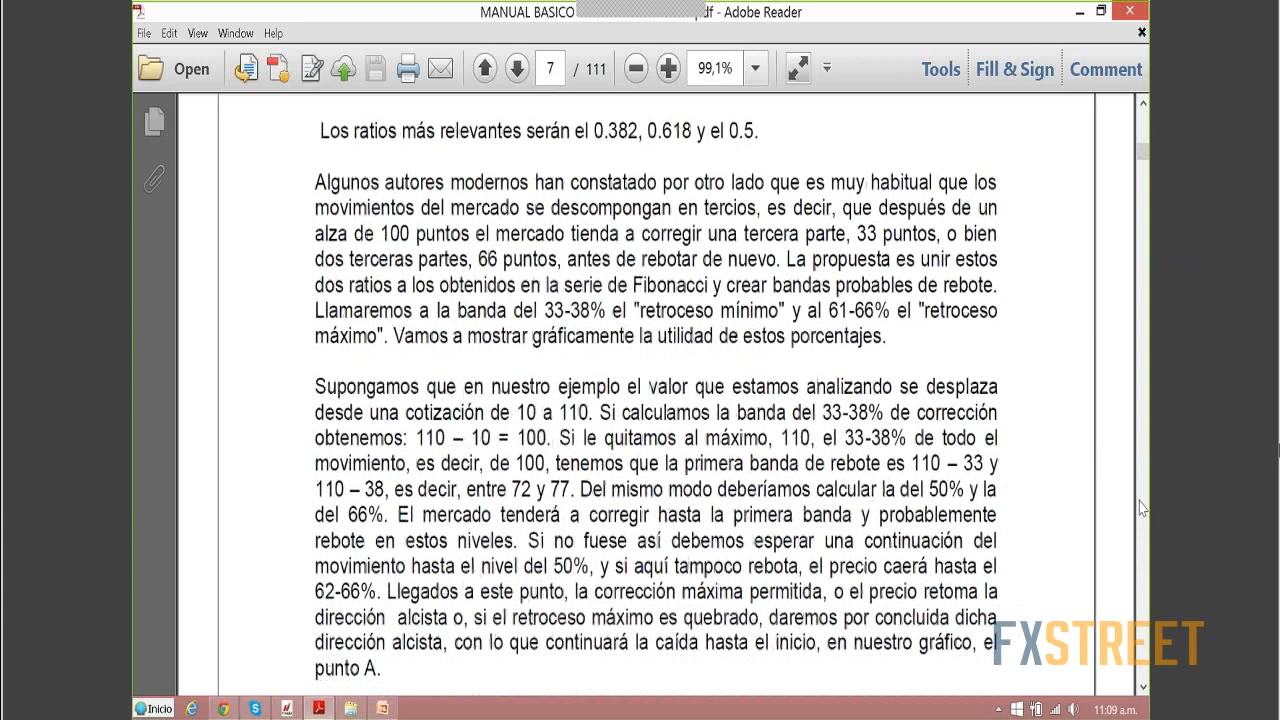 MANUAL BASICO pdf - Adobe Reader
File Edit View Window Help
Open 7 / 111 99,1% Tools Fill & Sign Comment
Los ratios más relevantes serán el 0.382, 0.618 y el 0.5.
Algunos autores modernos han constatado por otro lado que es muy habitual que los
movimientos del mercado se descompongan en tercios, es decir, que después de un
alza de 100 puntos el mercado tienda a corregir una tercera parte, 33 puntos, o bien
dos terceras partes, 66 puntos, antes de rebotar de nuevo. La propuesta es unir estos
dos ratios a los obtenidos en la serie de Fibonacci y crear bandas probables de rebote.
Llamaremos a la banda del 33-38% el "retroceso mínimo" y al 61-66% el "retroceso
máximo". Vamos a mostrar gráficamente la utilidad de estos porcentajes.
Supongamos que en nuestro ejemplo el valor que estamos analizando se desplaza
desde una cotización de 10 a 110. Si calculamos la banda del 33-38% de corrección
obtenemos: 110 – 10 = 100. Si le quitamos al máximo, 110, el 33-38% de todo el
movimiento, es decir, de 100, tenemos que la primera banda de rebote es 110 – 33 y
110 – 38, es decir, entre 72 y 77. Del mismo modo deberíamos calcular la del 50% y la
del 66%. El mercado tenderá a corregir hasta la primera banda y probablemente
rebote en estos niveles. Si no fuese así debemos esperar una continuación del
movimiento hasta el nivel del 50%, y si aquí tampoco rebota, el precio caerá hasta el
62-66%. Llegados a este punto, la corrección máxima permitida, o el precio retoma la
dirección alcista o, si el retroceso máximo es quebrado, daremos por concluida dicha
dirección alcista, con lo que continuará la caída hasta el inicio, en nuestro gráfico, el
punto A.
FXSTREET
Inicio 11:09 a.m.